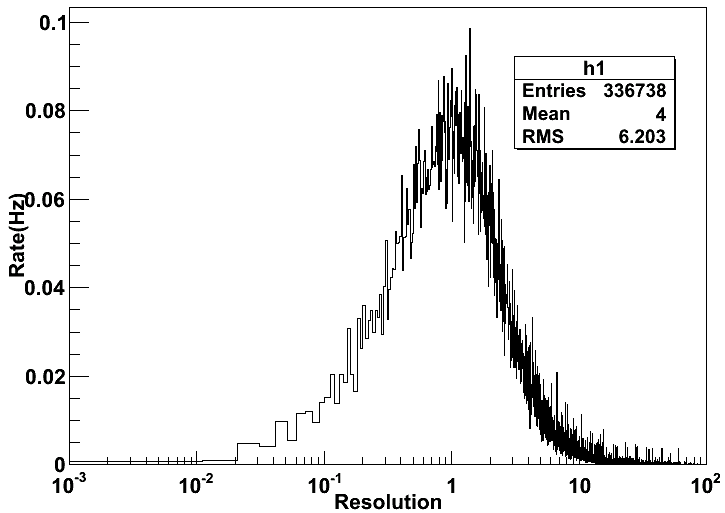 0.1
0.08
0.06
0.04
0.02
0
Rate(Hz)
h1
Entries 336738
Mean 4
RMS 6.203
10-3 10-2 10-1 1 10 102
Resolution